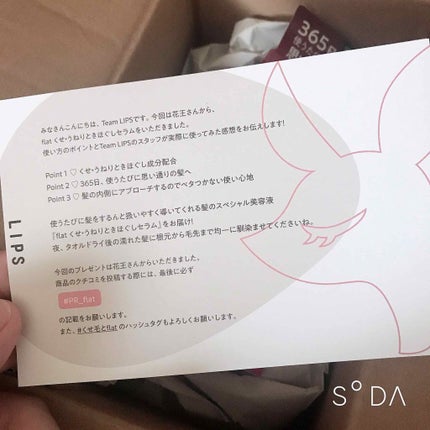 365
使うたび
みなさんこんにちは、Team LIPSです。今回は花王さんから、
flat くせ・うねりときほぐしセラムをいただきました。
使い方のポイントとTeam LIPSのスタッフが実際に使ってみた感想をお伝えします!
Point 1 ♡ くせ・うねりときほぐし成分配合
Point 2 ♡ 365日、使うたびに思い通りの髪へ
Point 3 ♡ 髪の内側にアプローチするのでベタつかない使い心地
使うたびに髪をするんと扱いやすく導いてくれる髪のスペシャル美容液
「flat くせ・うねりときほぐしセラム」をお届け!
夜、タオルドライ後の濡れた髪に根元から毛先まで均一に馴染ませてくださいね。
今回のプレゼントは花王さんからいただきました。
商品のクチコミを投稿する際には、最後に必ず
#PR_flat
の記載をお願いします。
また、#くせ毛とflat のハッシュタグもよろしくお願いします。
LIPS
S°DA